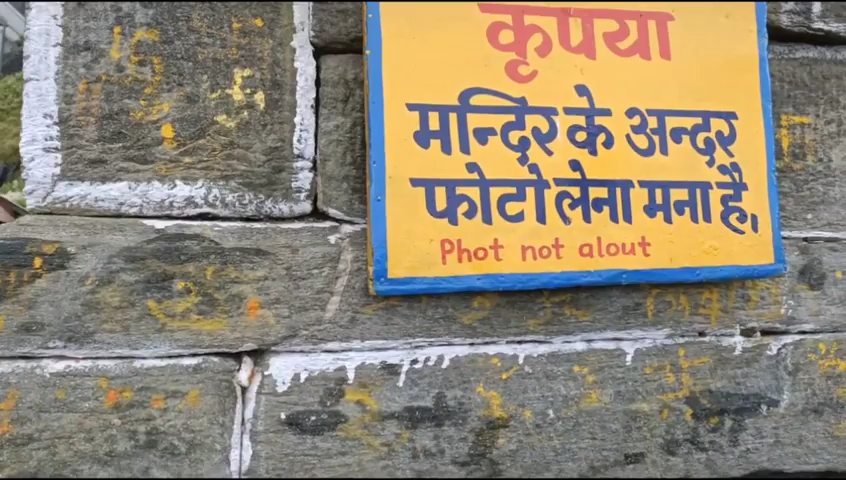 कृपया
मन्दिर के अन्दर
फोटो लेना मना है.
Phot not alout